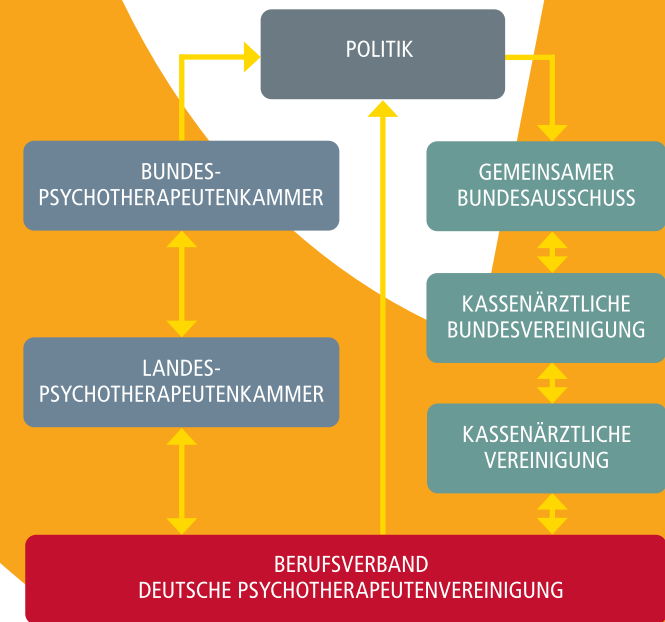 POLITIK
BUNDES-
PSYCHOTHERAPEUTENKAMMER
GEMEINSAMER
BUNDESAUSSCHUSS
KASSENÄRZTLICHE
BUNDESVEREINIGUNG
LANDES-
PSYCHOTHERAPEUTENKAMMER
KASSENÄRZTLICHE
VEREINIGUNG
BERUFSVERBAND
DEUTSCHE PSYCHOTHERAPEUTENVEREINIGUNG